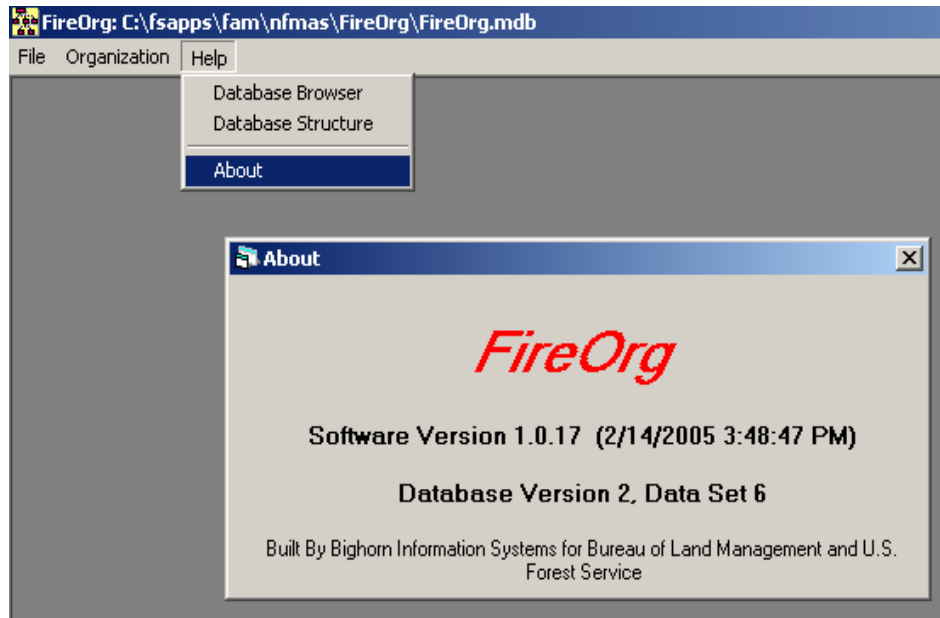 FireOrg: C:\fsapps\fam\nfmas\FireOrg\FireOrg.mdb
File Organization Help
Database Browser
Database Structure
About
About
FireOrg
Software Version 1.0.17 (2/14/2005 3:48:47 PM)
Database Version 2, Data Set 6
Built By Bighorn Information Systems for Bureau of Land Management and U.S.
Forest Service